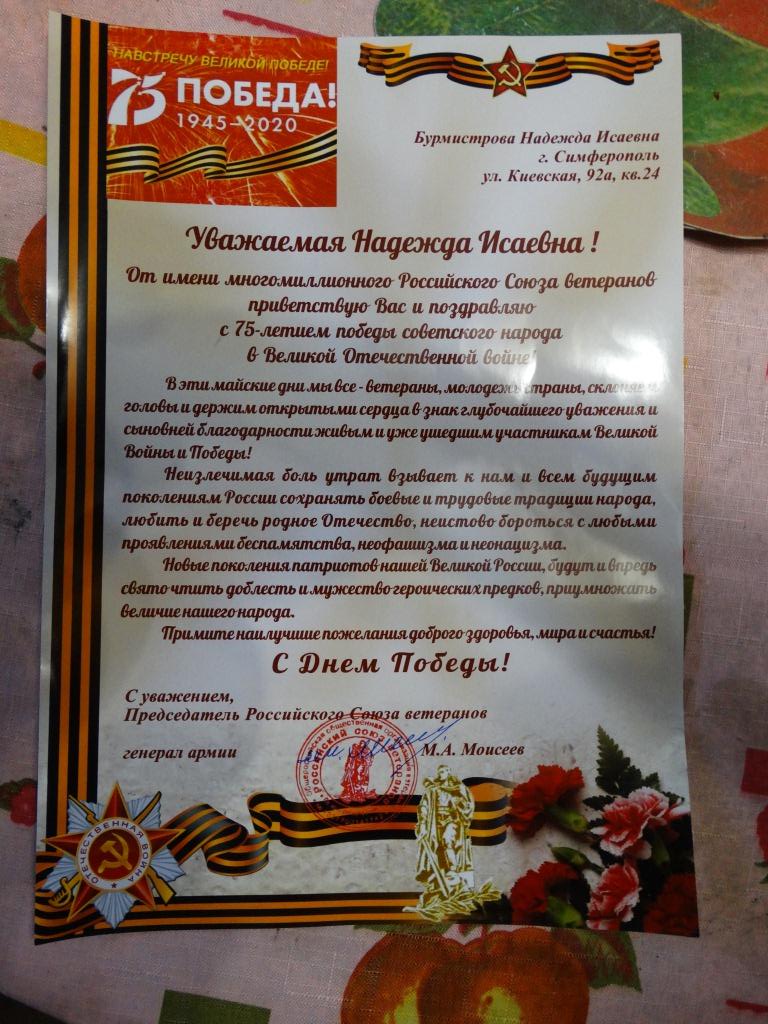 НАВСТРЕЧУ ВЕЛИКОЙ ПОБЕДЕ!
75 ПОБЕДА!
1945-2020
Бурмистрова Надежда Исаевна
г. Симферополь
ул. Киевская, 92а, кв.24
Уважаемая Надежда Исаевна !
От имени многомиллионного Российского Союза ветеранов
приветствую Вас и поздравляю
с 75-летием победы советского народа
в Великой Отечественной войне!
В эти майские дни мы все - ветераны, молодежь страны, склоняем
головы и держим открытыми сердца в знак глубочайшего уважения и
сыновней благодарности живым и уже ушедшим участникам Великой
Войны и Победы!
Неизлечимая боль утрат взывает к нам и всем будущим
поколениям России сохранять боевые и трудовые традиции народа,
любить и беречь родное Отечество, неистово бороться с любыми
проявлениями беспамятства, неофашизма и неонацизма.
Новые поколения патриотов нашей Великой России, будут и впредь
свято чтить доблесть и мужество героических предков, приумножать
величие нашего народа.
Примите наилучшие пожелания доброго здоровья, мира и счастья!
С Днем Победы!
С уважением,
Председатель Российского Союза ветеранов
генерал армии М.А. Моисеев
РОССИЙСКИЙ СОЮЗ ВЕТЕРАНОВ
ОТЕЧЕСТВЕННАЯ ВОЙНА